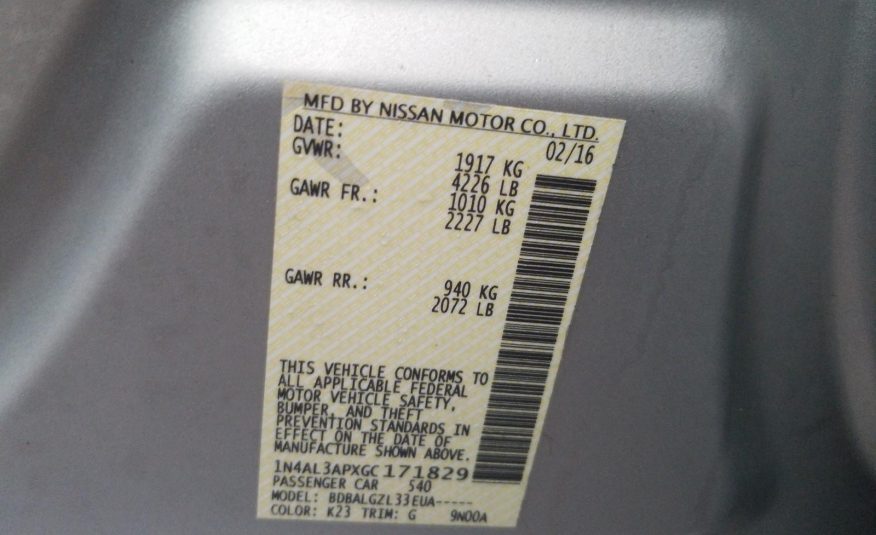 MFD BY NISSAN MOTOR CO., LTD.
DATE: 02/16
GVWR: 1917 KG
4226 LB
GAWR FR.: 1010 KG
2227 LB
GAWR RR.: 940 KG
2072 LB
THIS VEHICLE CONFORMS TO
ALL APPLICABLE FEDERAL
MOTOR VEHICLE SAFETY,
BUMPER, AND THEFT
PREVENTION STANDARDS IN
EFFECT ON THE DATE OF
MANUFACTURE SHOWN ABOVE.
1N4AL3APXGC171829
PASSENGER CAR 540
MODEL: BDBALGZL33EUA-----
COLOR: K23 TRIM: G 9N00A